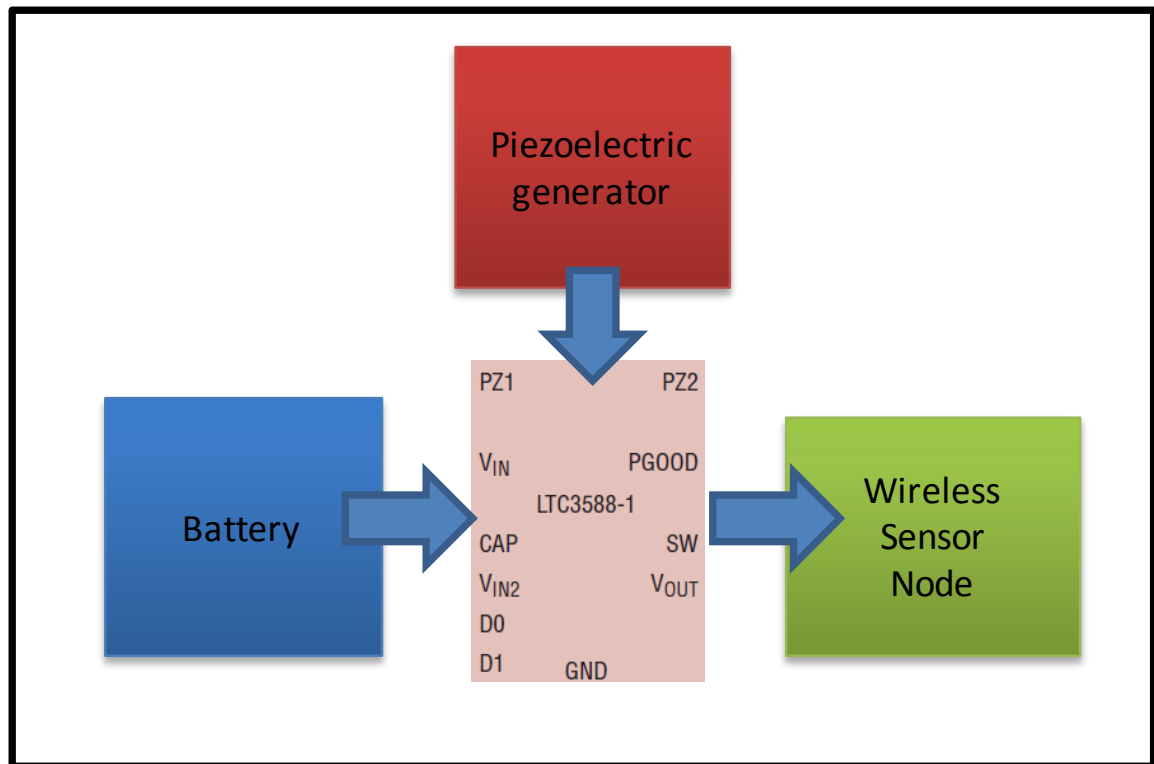 Piezoelectric
generator
PZ1 PZ2
VIN PGOOD
LTC3588-1
Battery
CAP SW
VIN2 VOUT
D0
D1 GND
Wireless
Sensor
Node